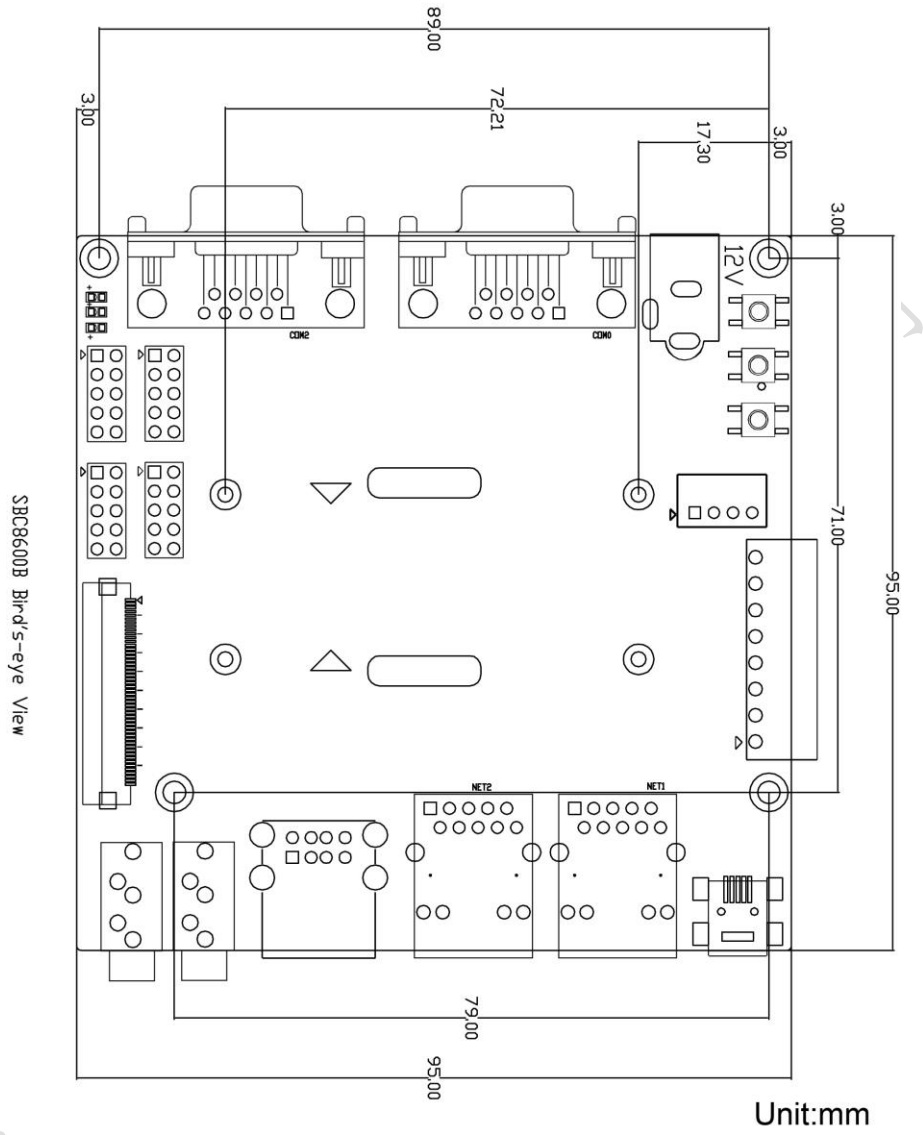 89,00
72,21
3,00
17,30
3,00
3,00
12V
COM2
COM0
71,00
95,00
SBC8600B Bird's-eye View
NET2
NET1
79,00
95,00
Unit:mm